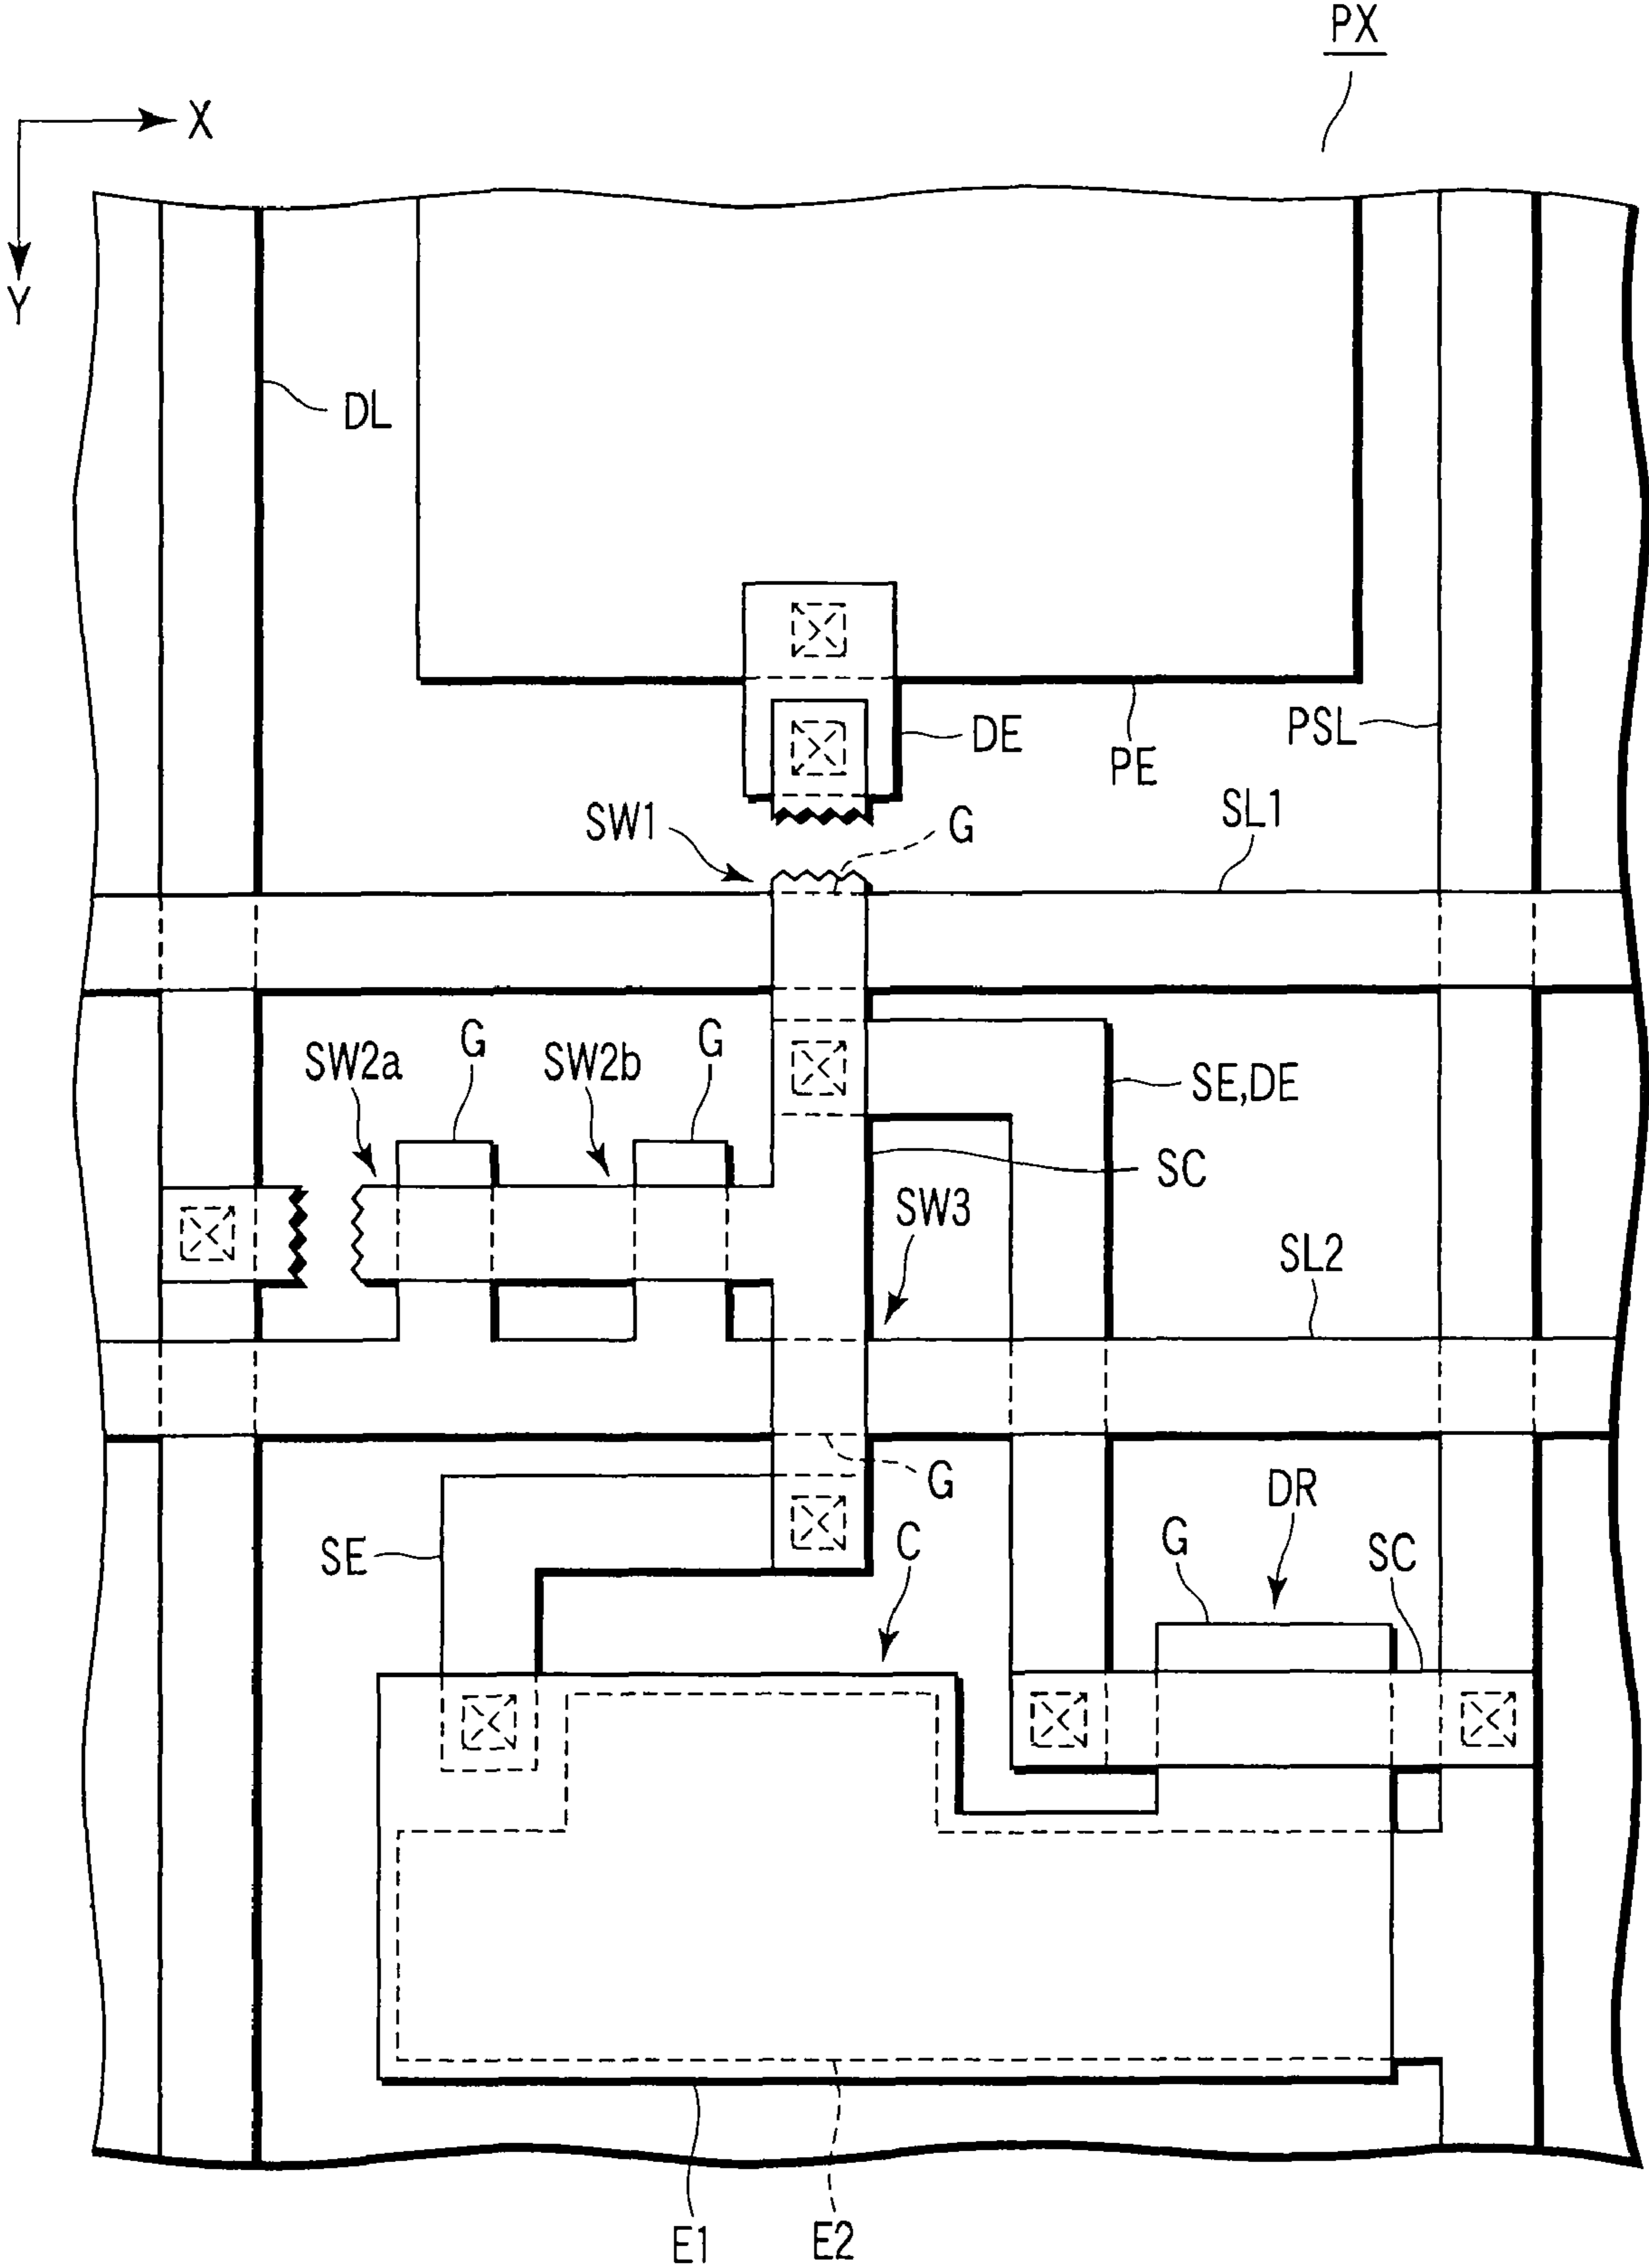 PX
X
Y
DL
DE
PE
PSL
SW1
G
SL1
SW2a
G
SW2b
G
SE,DE
SC
SW3
SL2
G
DR
SE
C
G
SC
E1
E2